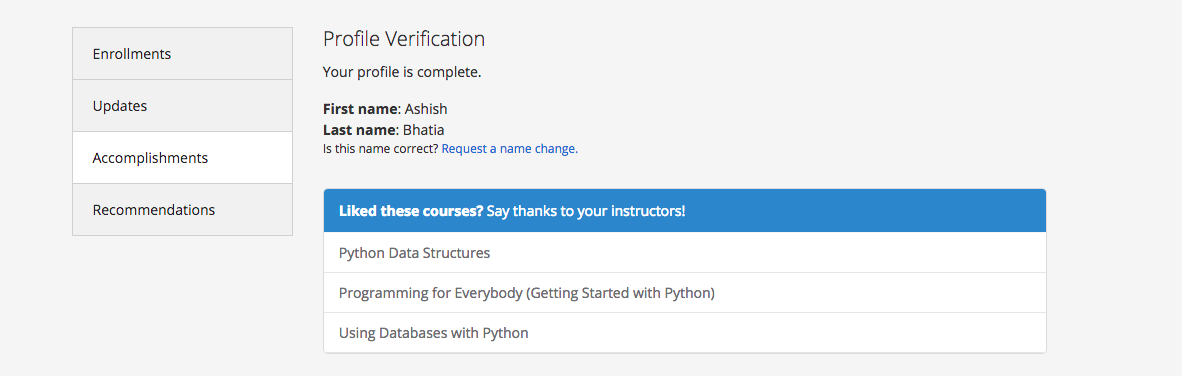 Enrollments
Updates
Accomplishments
Recommendations
Profile Verification
Your profile is complete.
First name: Ashish
Last name: Bhatia
Is this name correct? Request a name change.
Liked these courses? Say thanks to your instructors!
Python Data Structures
Programming for Everybody (Getting Started with Python)
Using Databases with Python